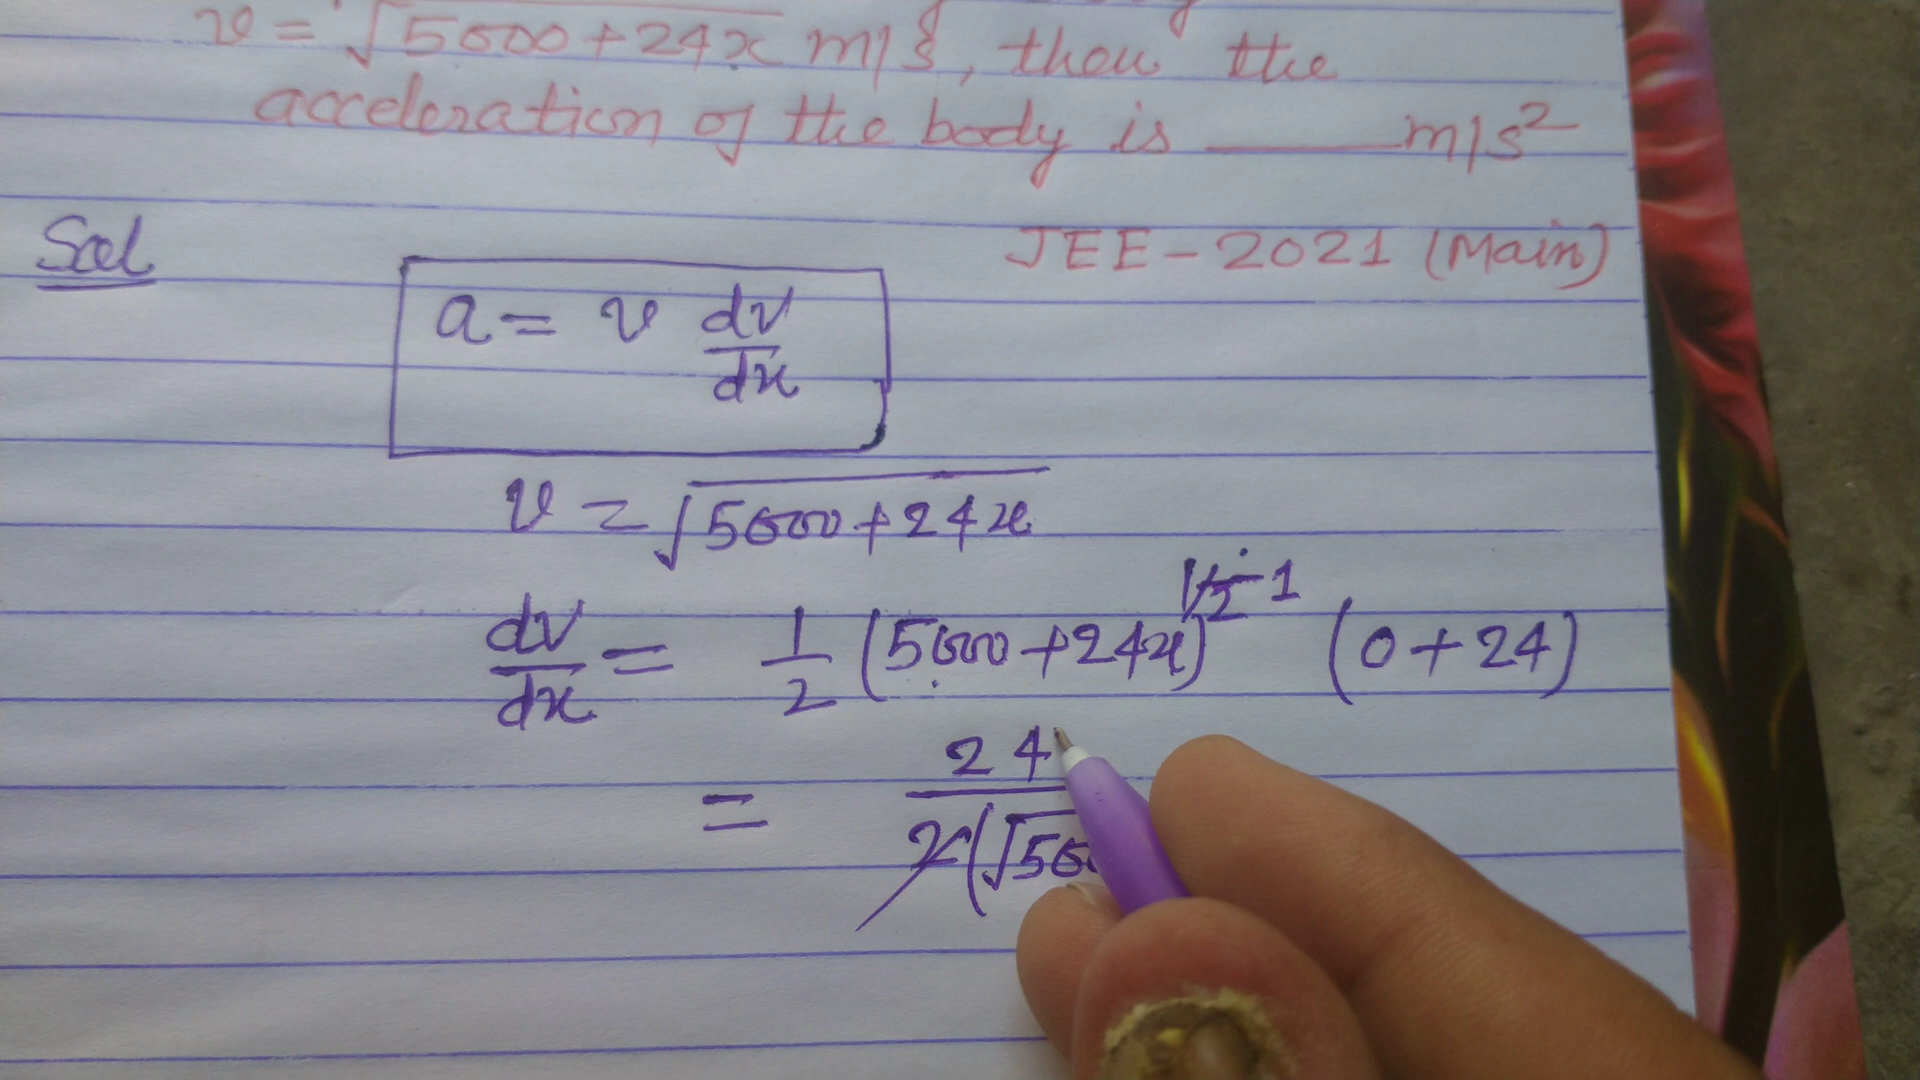 v = √5000+24x m/s, then the
acceleration of the body is ____ m/s²
JEE-2021 (Main)
Sol
a = v dv/dx
v = √5000+24x
dv/dx = 1/2 (5000+24x)^1/2-1 (0+24)
= 24/2(√500